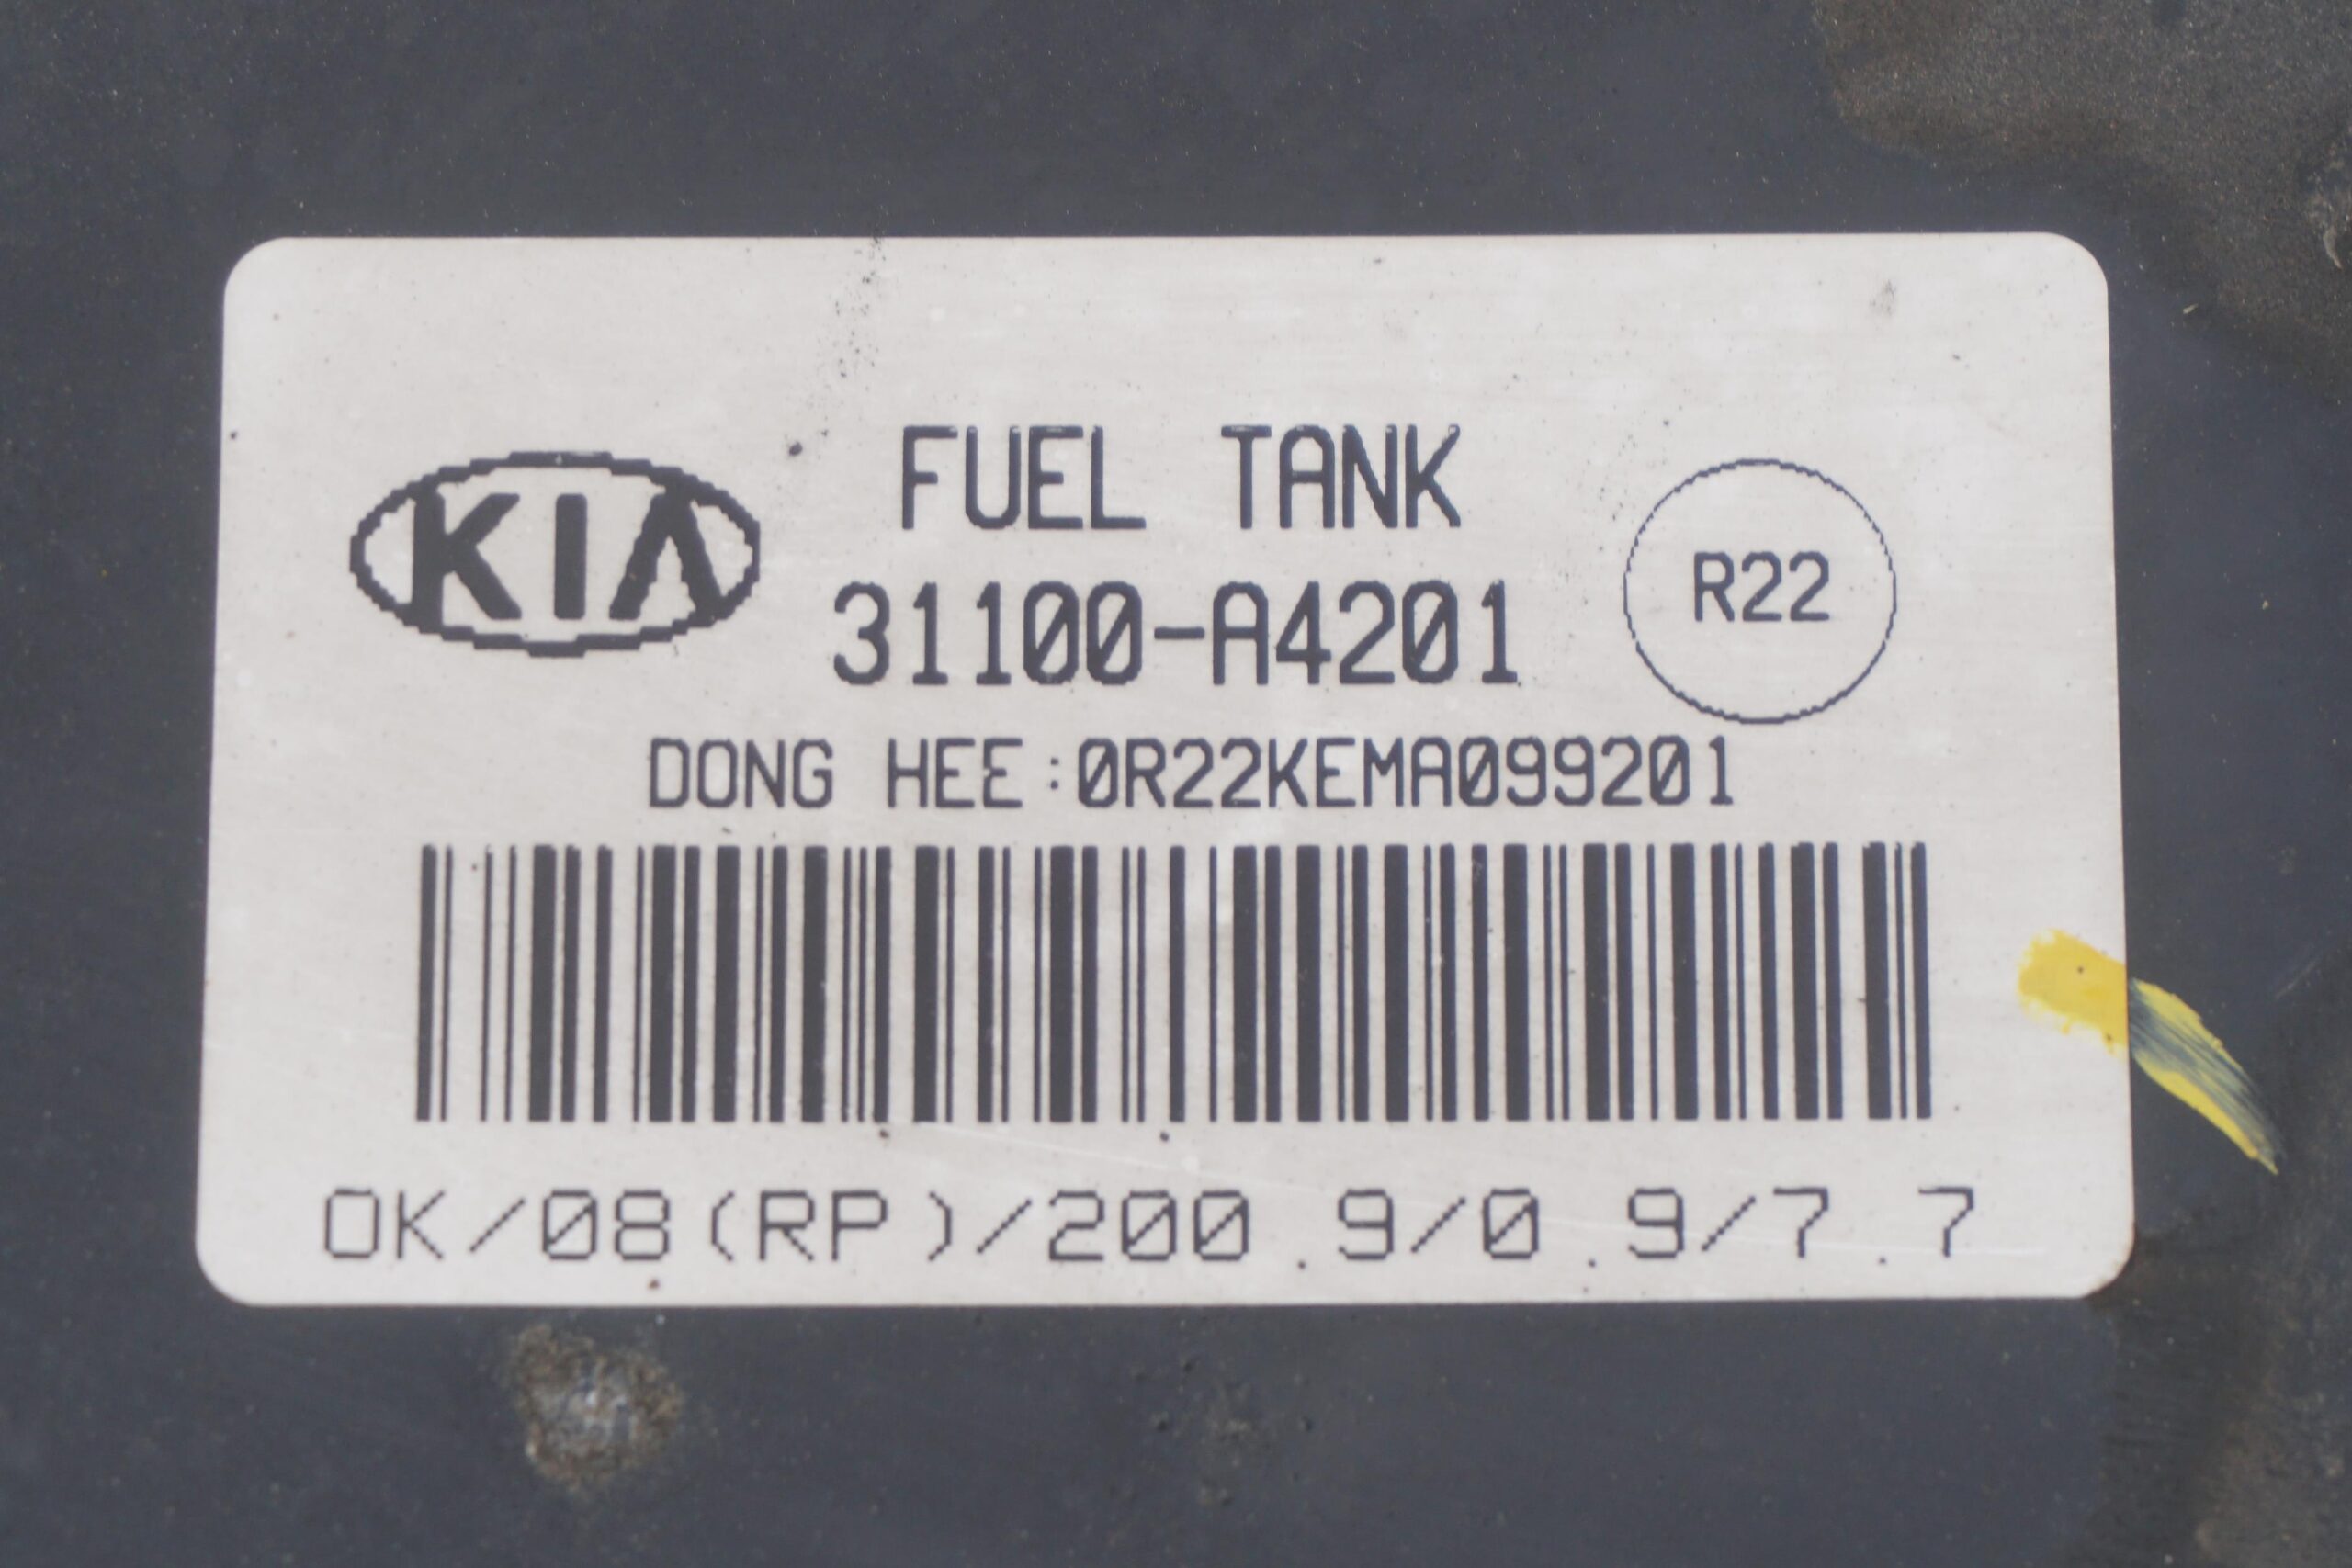 KIA
FUEL TANK
31100-A4201
R22
DONG HEE:0R22KEMA099201
OK/08(RP)/200.9/0.9/7.7